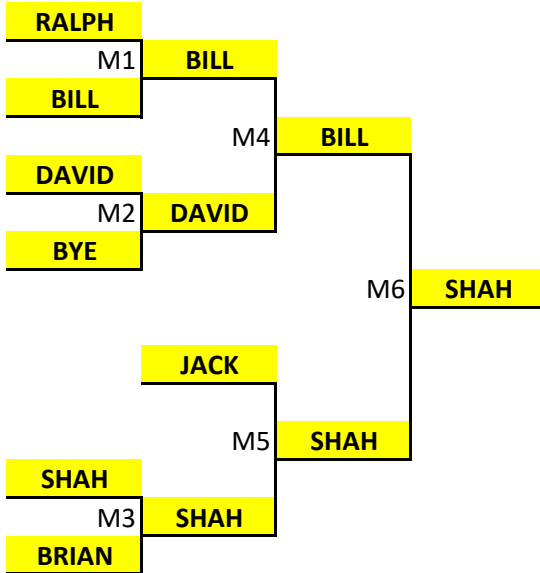 RALPH
M1 BILL
BILL
M4 BILL
DAVID
M2 DAVID
BYE
M6 SHAH
JACK
M5 SHAH
SHAH
M3 SHAH
BRIAN